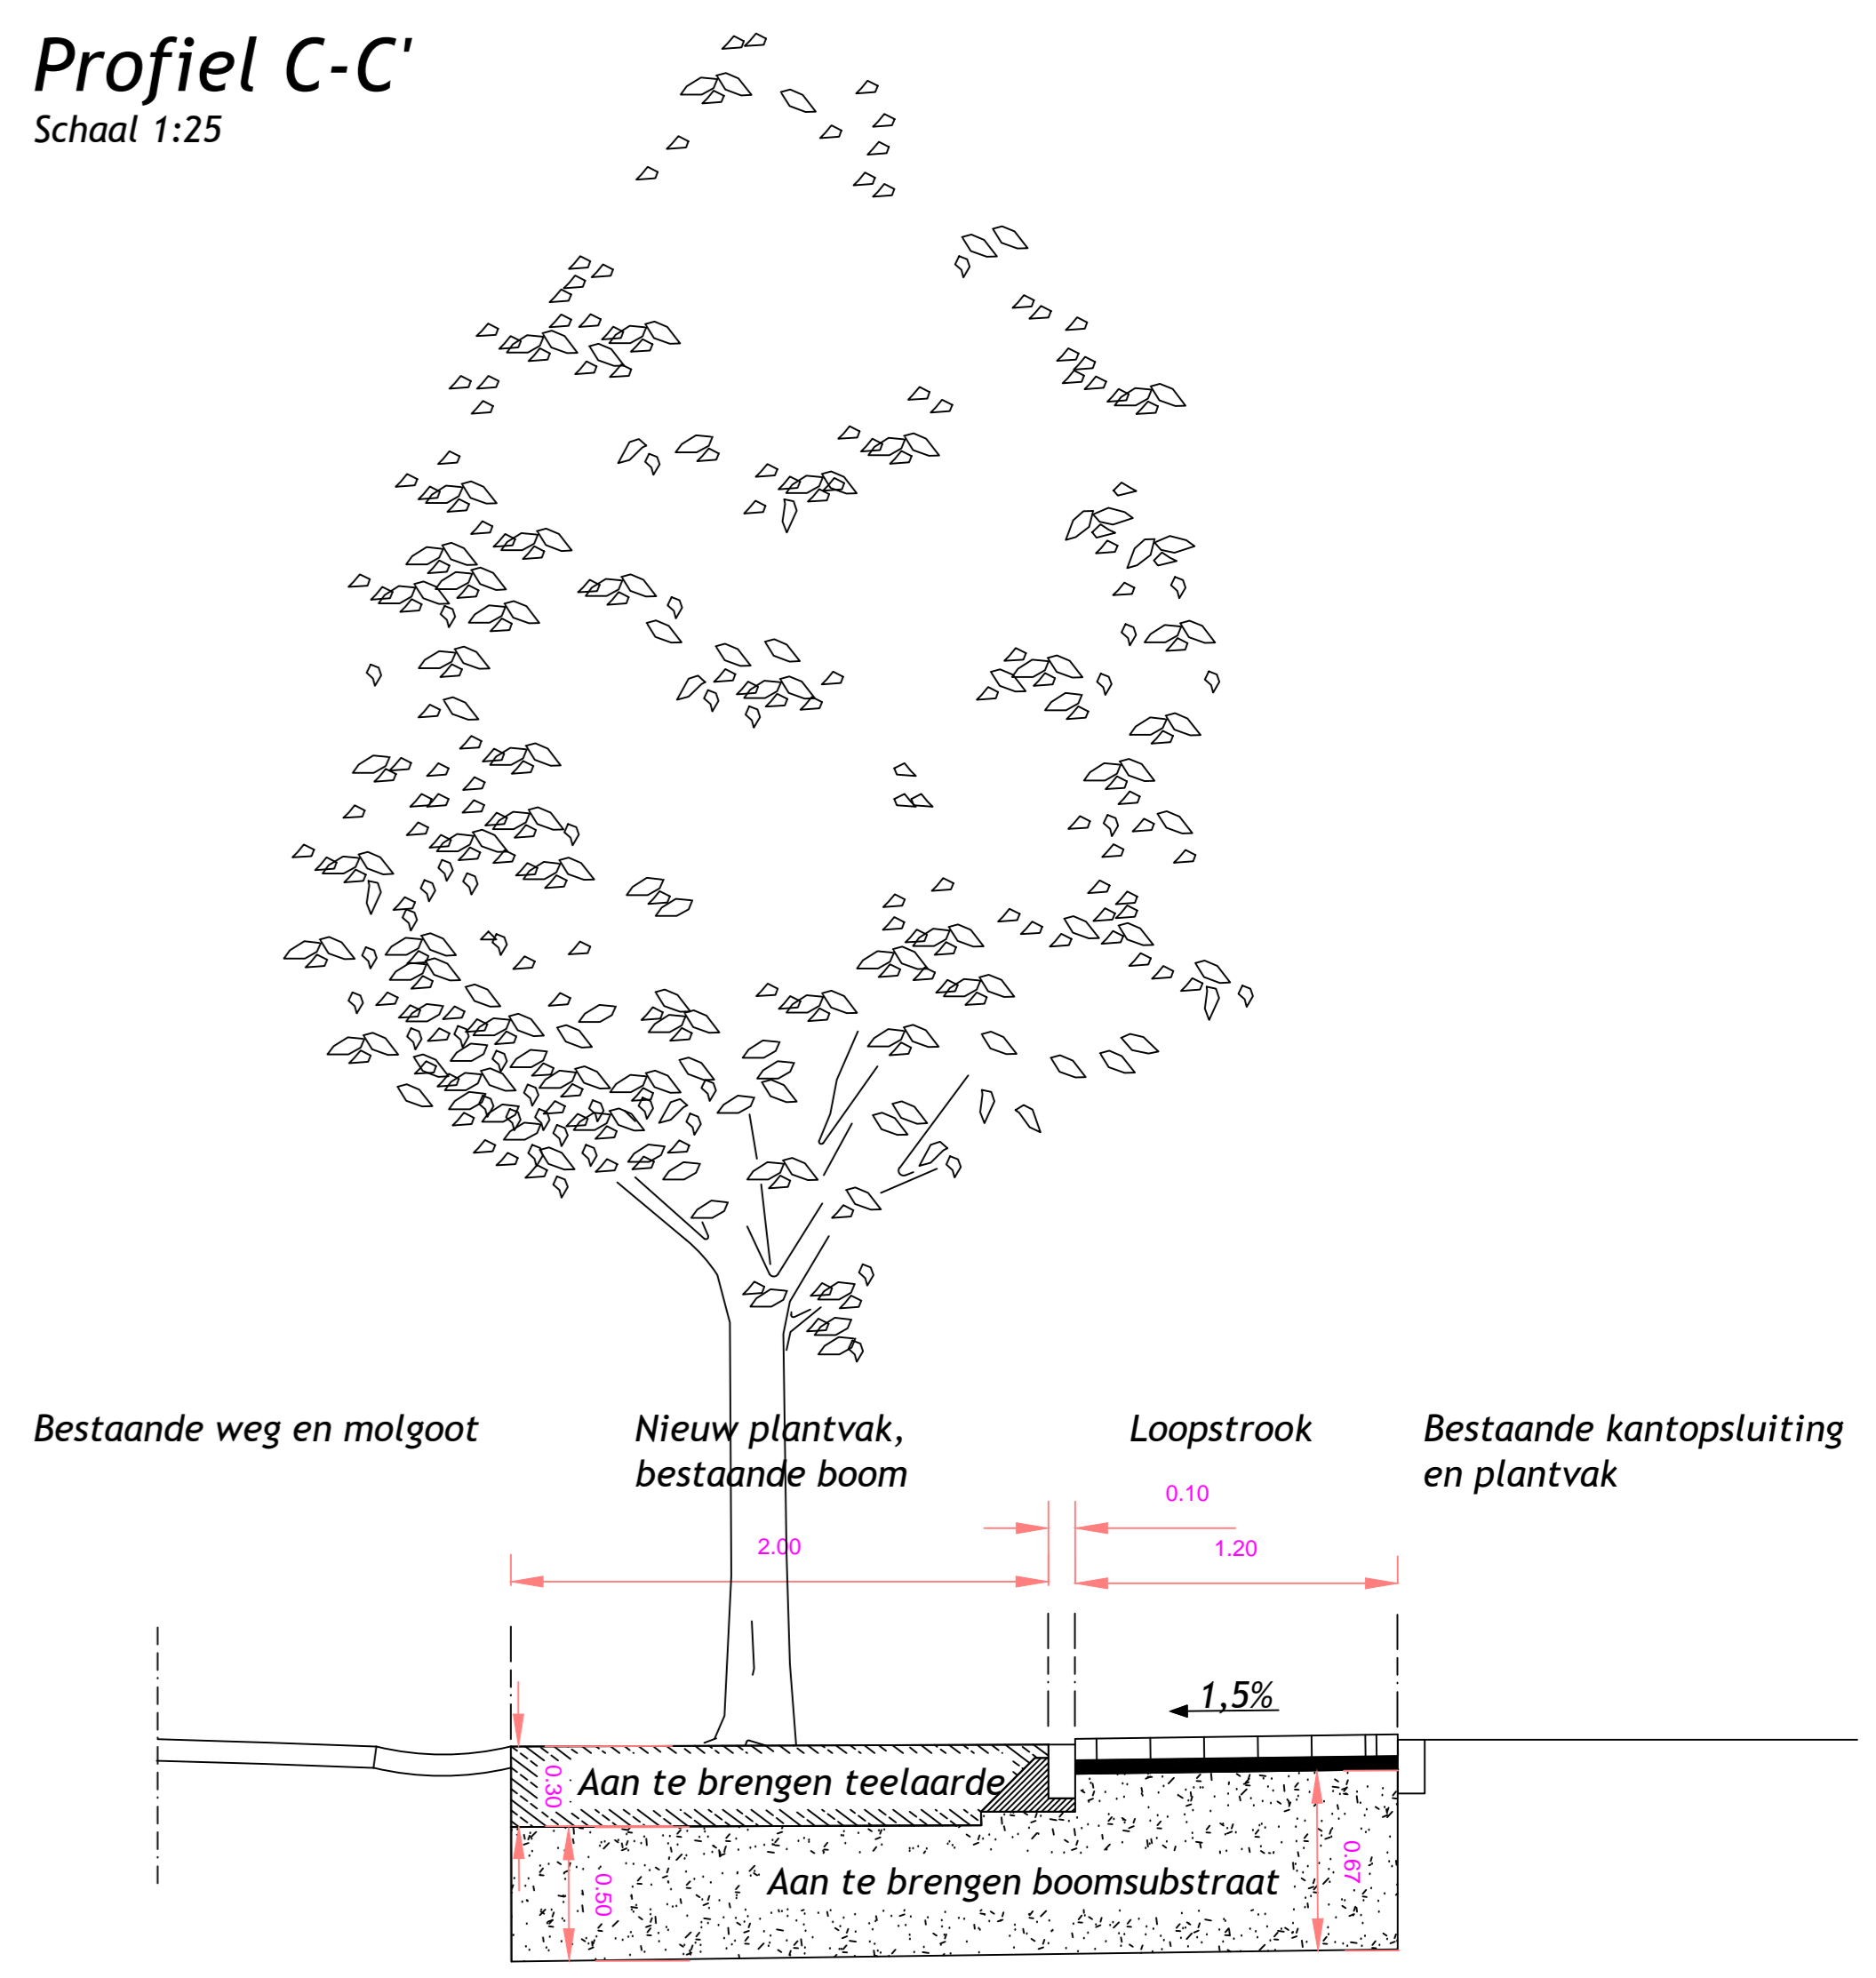 Profiel C-C'
Schaal 1:25
Bestaande weg en molgoot
Nieuw plantvak,
bestaande boom
Loopstrook
Bestaande kantopsluiting
en plantvak
0.10
2.00
1.20
1,5%
0.30
Aan te brengen teelaarde
0.50
Aan te brengen boomsubstraat
0.67